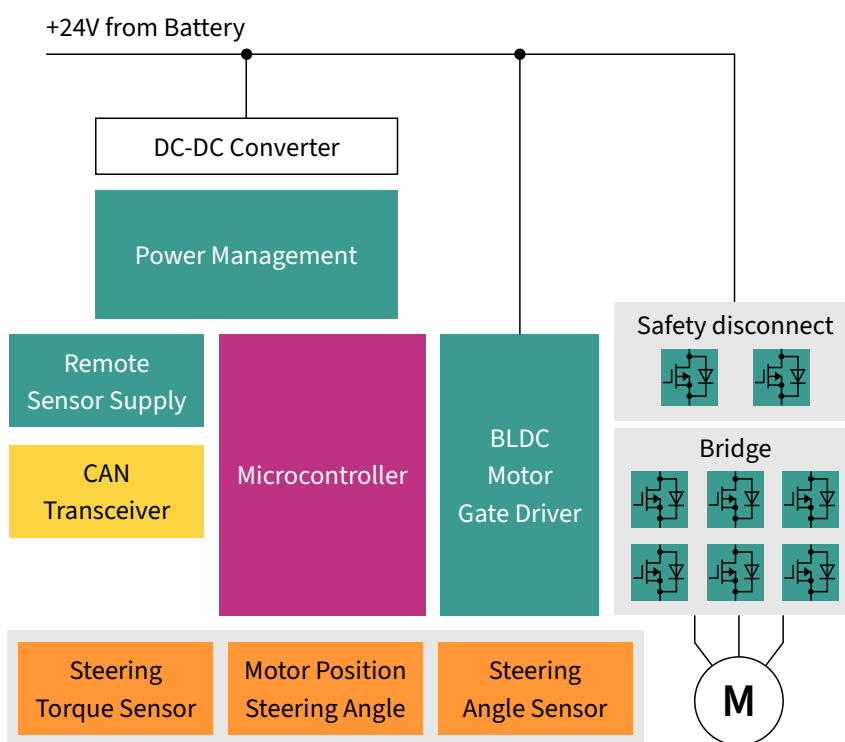 +24V from Battery
DC-DC Converter
Power Management
Safety disconnect
Remote
Sensor Supply
CAN
Transceiver
Microcontroller
BLDC
Motor
Gate Driver
Bridge
Steering
Torque Sensor
Motor Position
Steering Angle
Steering
Angle Sensor
M